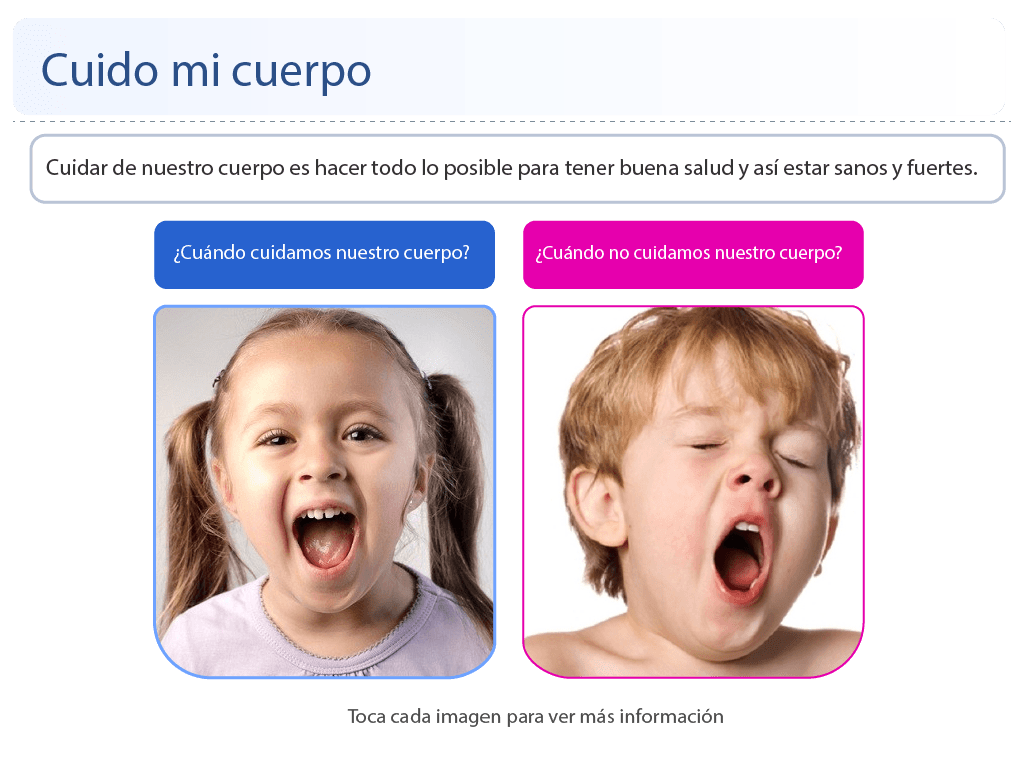 Cuido mi cuerpo
Cuidar de nuestro cuerpo es hacer todo lo posible para tener buena salud y así estar sanos y fuertes.
¿Cuándo cuidamos nuestro cuerpo?
¿Cuándo no cuidamos nuestro cuerpo?
Toca cada imagen para ver más información